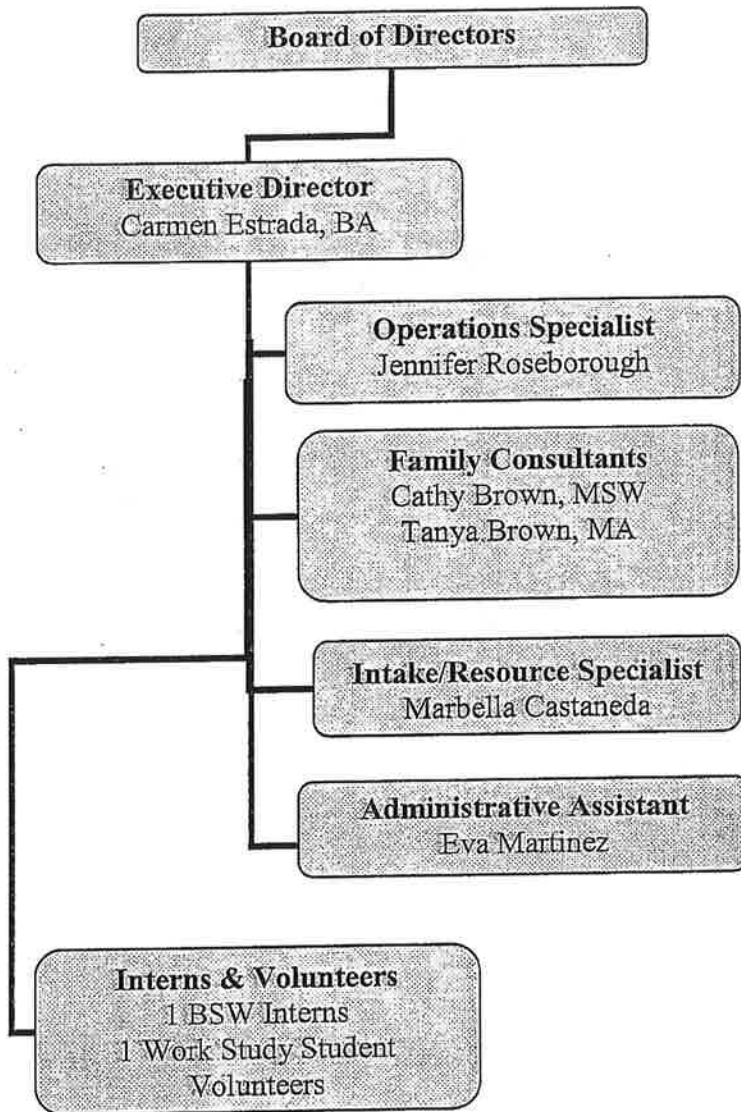 Board of Directors
Executive Director
Carmen Estrada, BA
Operations Specialist
Jennifer Roseborough
Family Consultants
Cathy Brown, MSW
Tanya Brown, MA
Intake/Resource Specialist
Marbella Castaneda
Administrative Assistant
Eva Martinez
Interns & Volunteers
1 BSW Interns
1 Work Study Student
Volunteers